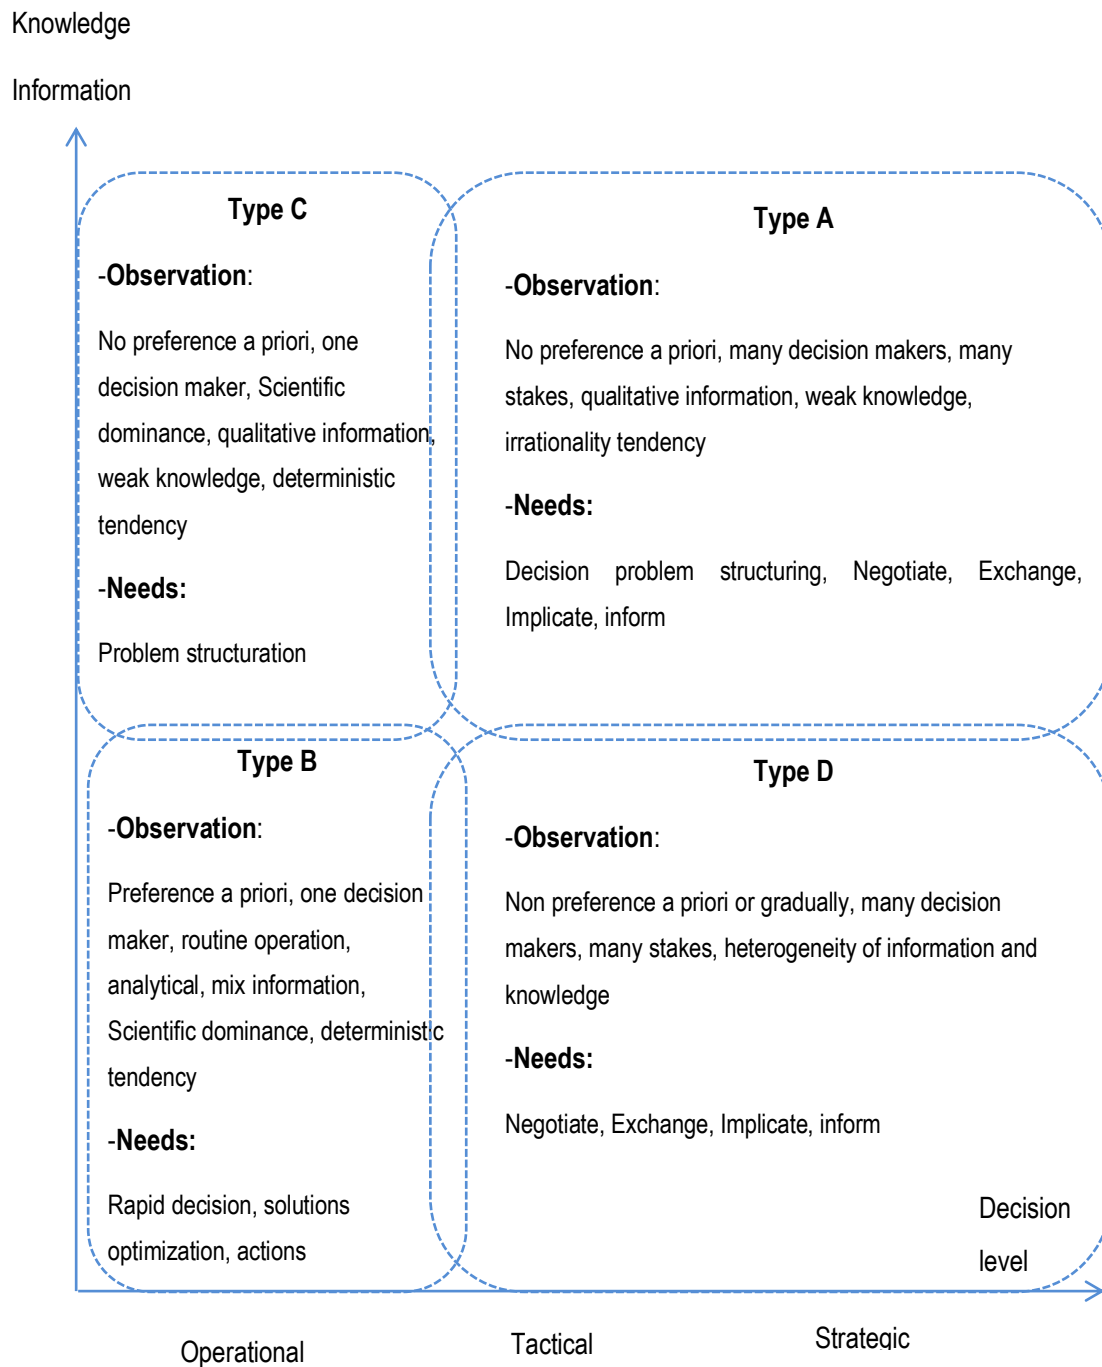 Knowledge
Information
Type C
-Observation:
No preference a priori, one
decision maker, Scientific
dominance, qualitative information,
weak knowledge, deterministic
tendency
-Needs:
Problem structuration
Type A
-Observation:
No preference a priori, many decision makers, many
stakes, qualitative information, weak knowledge,
irrationality tendency
-Needs:
Decision problem structuring, Negotiate, Exchange,
Implicate, inform
Type B
-Observation:
Preference a priori, one decision
maker, routine operation,
analytical, mix information,
Scientific dominance, deterministic
tendency
-Needs:
Rapid decision, solutions
optimization, actions
Type D
-Observation:
Non preference a priori or gradually, many decision
makers, many stakes, heterogeneity of information and
knowledge
-Needs:
Negotiate, Exchange, Implicate, inform
Decision
level
Operational
Tactical
Strategic